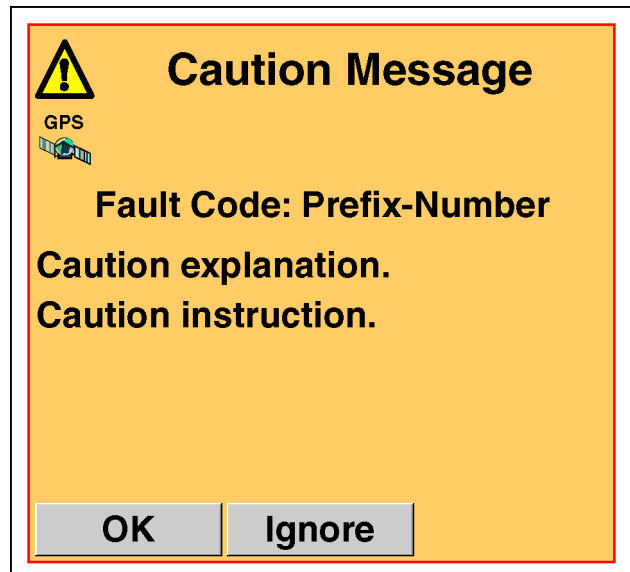 Caution Message
GPS
Fault Code: Prefix-Number
Caution explanation.
Caution instruction.
OK
Ignore